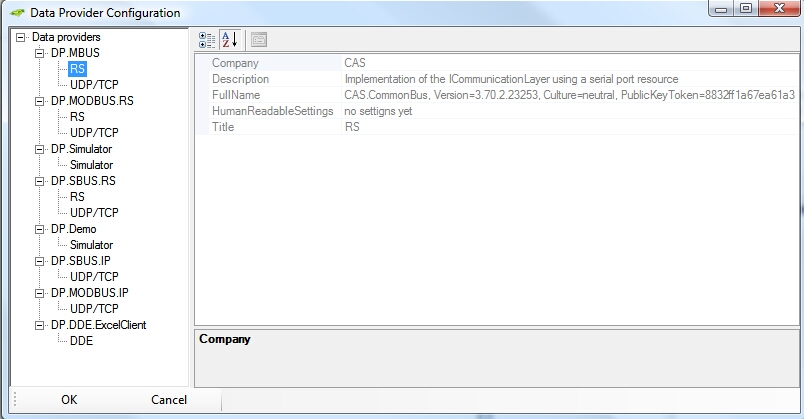 Data Provider Configuration
Data providers
DP.MBUS
RS
UDP/TCP
DP.MODBUS.RS
RS
UDP/TCP
DP.Simulator
Simulator
DP.SBUS.RS
RS
UDP/TCP
DP.Demo
Simulator
DP.SBUS.IP
UDP/TCP
DP.MODBUS.IP
UDP/TCP
DP.DDE.ExcelClient
DDE
A Z
Company CAS
Description Implementation of the ICommunicationLayer using a serial port resource
FullName CAS.CommonBus, Version=3.70.2.23253, Culture=neutral, PublicKeyToken=8832ff1a67ea61a3
HumanReadableSettings no settigns yet
Title RS
Company
OK Cancel